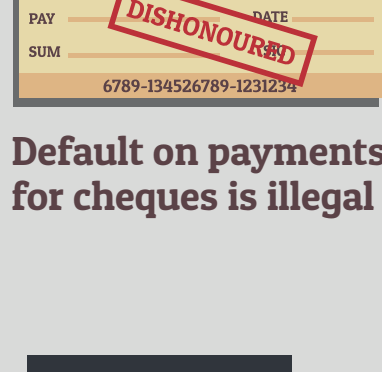 PAY
DATE
DISHONOURED
SUM
6789-134526789-1231234
Default on payments
for cheques is illegal